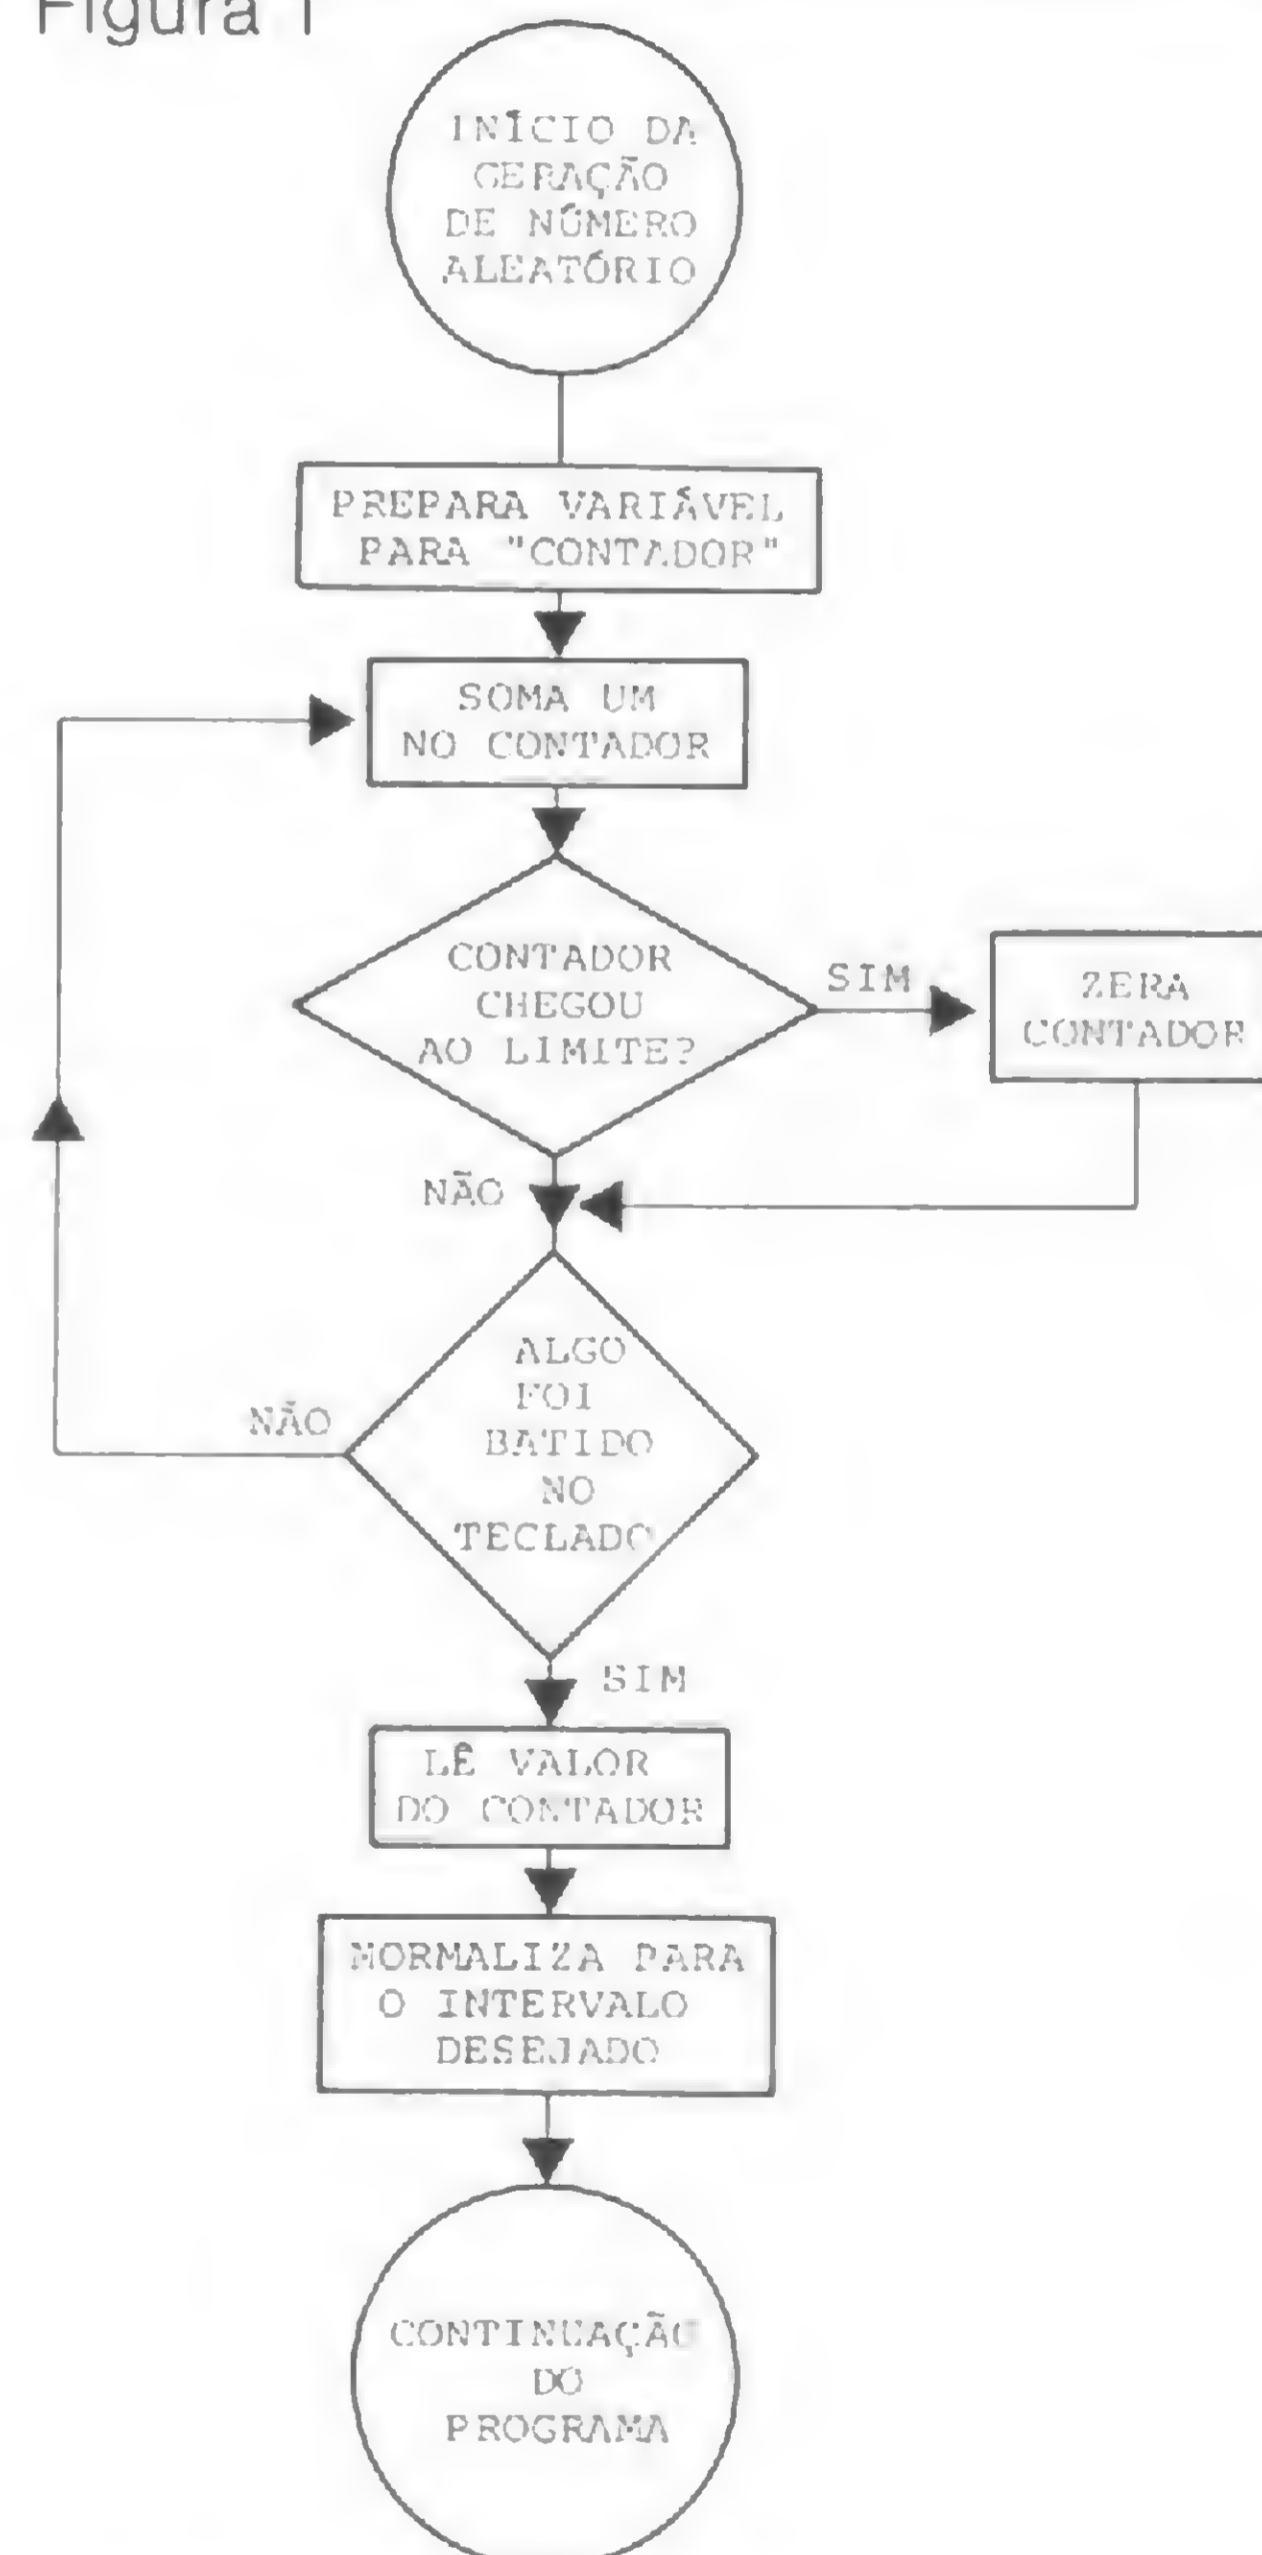 Figura 1
INÍCIO DA
GERAÇÃO
DE NÚMERO
ALEATÓRIO
PREPARA VARIÁVEL
PARA "CONTADOR"
SOMA UM
NO CONTADOR
CONTADOR
CHEGOU
AO LIMITE?
SIM
ZERA
CONTADOR
NÃO
ALGO
FOI
BATIDO
NO
TECLADO
NÃO
SIM
LÊ VALOR
DO CONTADOR
NORMALIZA PARA
O INTERVALO
DESEJADO
CONTINUAÇÃO
DO
PROGRAMA